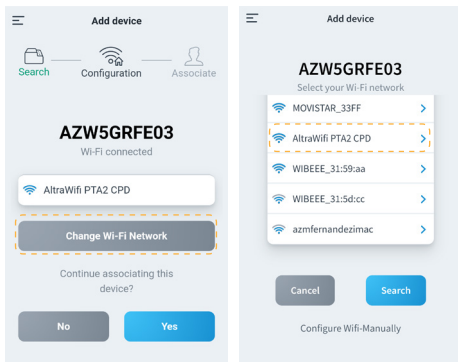 Add device
Search
Configuration
Associate
AZW5GRFE03
Wi-Fi connected
AltraWifi PTA2 CPD
Change Wi-Fi Network
Continue associating this
device?
No
Yes
Add device
AZW5GRFE03
Select your Wi-Fi network
MOVISTAR_33FF
AltraWifi PTA2 CPD
WIBEEE_31:59:aa
WIBEEE_31:5d:cc
azmfernandezimac
Cancel
Search
Configure Wifi-Manually